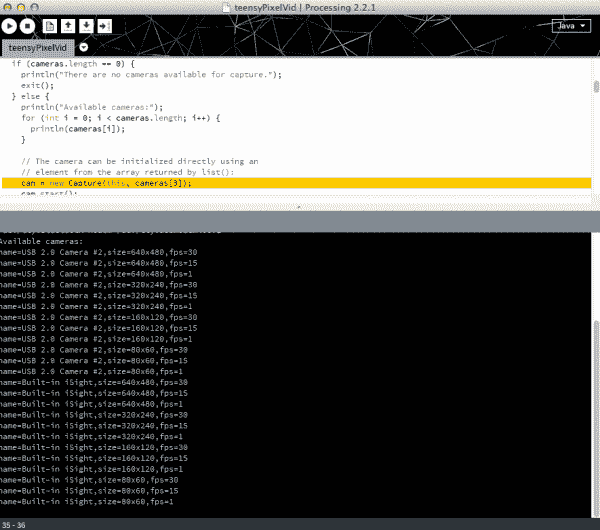 teensyPixelVid | Processing 2.2.1
Java
teensyPixelVid
if (cameras.length == 0) {
println("There are no cameras available for capture.");
exit();
} else {
println("Available cameras:");
for (int i = 0; i < cameras.length; i++) {
println(cameras[i]);
}
// The camera can be initialized directly using an
// element from the array returned by list():
cam = new Capture(this, cameras[3]);
cam.start();
Available cameras:
name=USB 2.0 Camera #2,size=640x480,fps=30
name=USB 2.0 Camera #2,size=640x480,fps=15
name=USB 2.0 Camera #2,size=640x480,fps=1
name=USB 2.0 Camera #2,size=320x240,fps=30
name=USB 2.0 Camera #2,size=320x240,fps=15
name=USB 2.0 Camera #2,size=320x240,fps=1
name=USB 2.0 Camera #2,size=160x120,fps=30
name=USB 2.0 Camera #2,size=160x120,fps=15
name=USB 2.0 Camera #2,size=160x120,fps=1
name=USB 2.0 Camera #2,size=80x60,fps=30
name=USB 2.0 Camera #2,size=80x60,fps=15
name=USB 2.0 Camera #2,size=80x60,fps=1
name=Built-in iSight,size=640x480,fps=30
name=Built-in iSight,size=640x480,fps=15
name=Built-in iSight,size=640x480,fps=1
name=Built-in iSight,size=320x240,fps=30
name=Built-in iSight,size=320x240,fps=15
name=Built-in iSight,size=320x240,fps=1
name=Built-in iSight,size=160x120,fps=30
name=Built-in iSight,size=160x120,fps=15
name=Built-in iSight,size=160x120,fps=1
name=Built-in iSight,size=80x60,fps=30
name=Built-in iSight,size=80x60,fps=15
name=Built-in iSight,size=80x60,fps=1
35 - 36